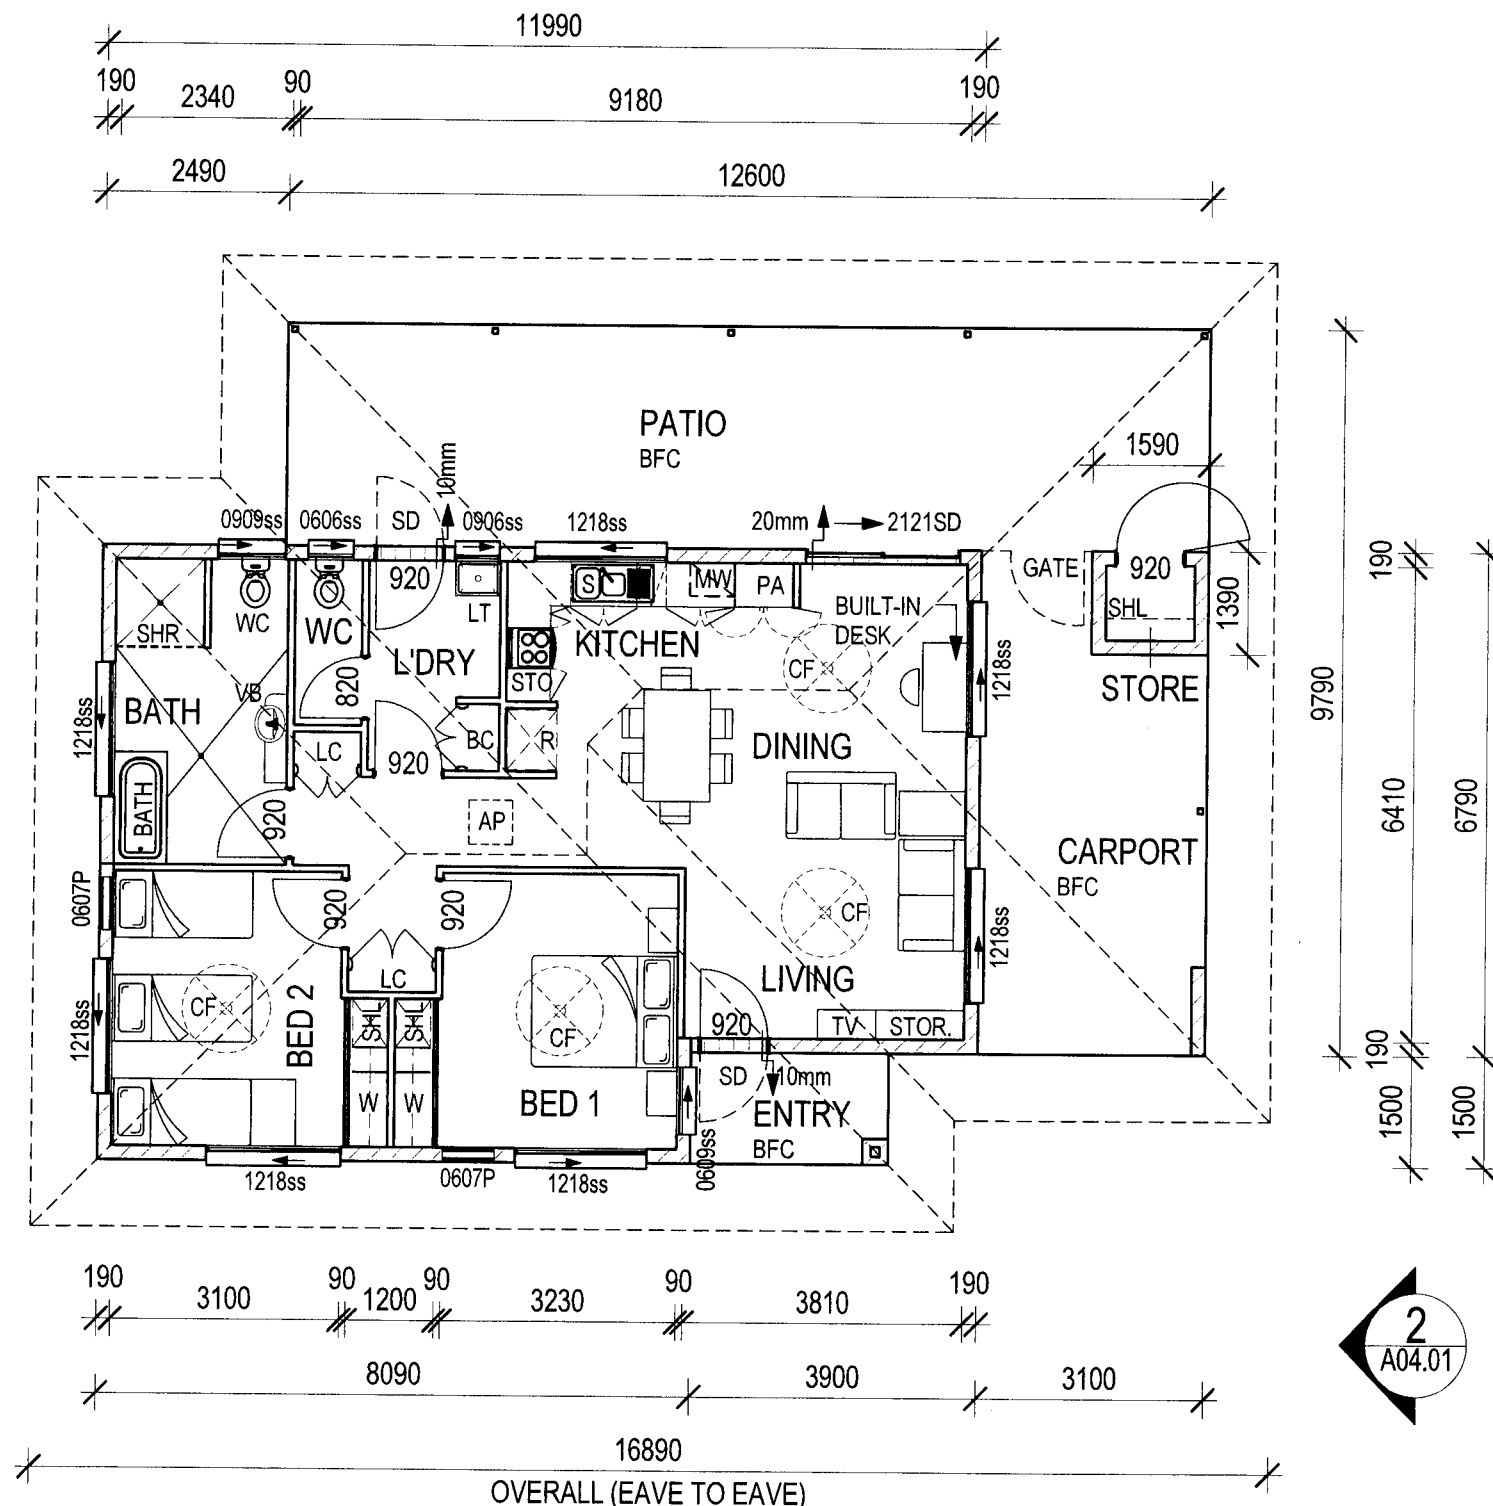 11990
190 2340 90 9180 190
2490 12600
PATIO
BFC
1590
10mm
0909ss 0606ss SD 0906ss 1218ss 20mm 2121SD
920 S MW PA GATE 920
190
SHR WC WC LT BUILT-IN
DESK SHL 1390
KITCHEN
L'DRY CF 1218ss
820 STO STORE
VB
BATH
1218ss LC BC R DINING
920
9790
BATH 920 AP 6410 6790
CARPORT
BFC
0607P 920 920 CF 1218ss
LC LIVING
CF SHL SHL CF
1218ss BED 2 920 TV STOR.
190
SD 10mm
W W BED 1 ENTRY
BFC
1500 1500
1218ss 0607P 1218ss 0609ss
190 3100 90 1200 90 3230 90 3810 190
2
A04.01
8090 3900 3100
16890
OVERALL (EAVE TO EAVE)